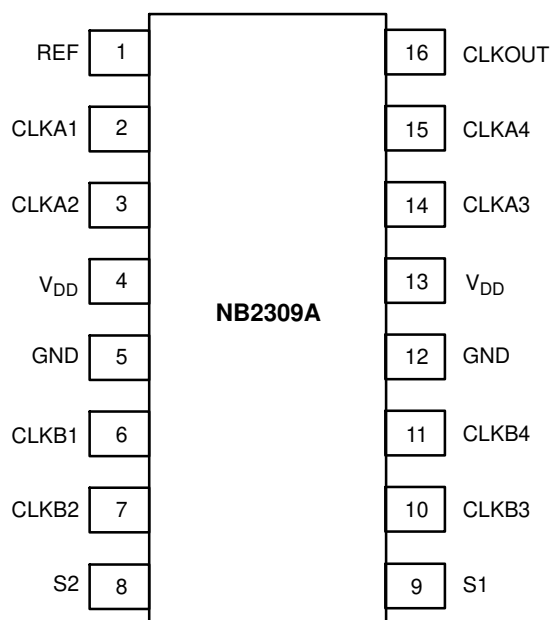 REF 1 16 CLKOUT
CLKA1 2 15 CLKA4
CLKA2 3 14 CLKA3
VDD 4 13 VDD
NB2309A
GND 5 12 GND
CLKB1 6 11 CLKB4
CLKB2 7 10 CLKB3
S2 8 9 S1